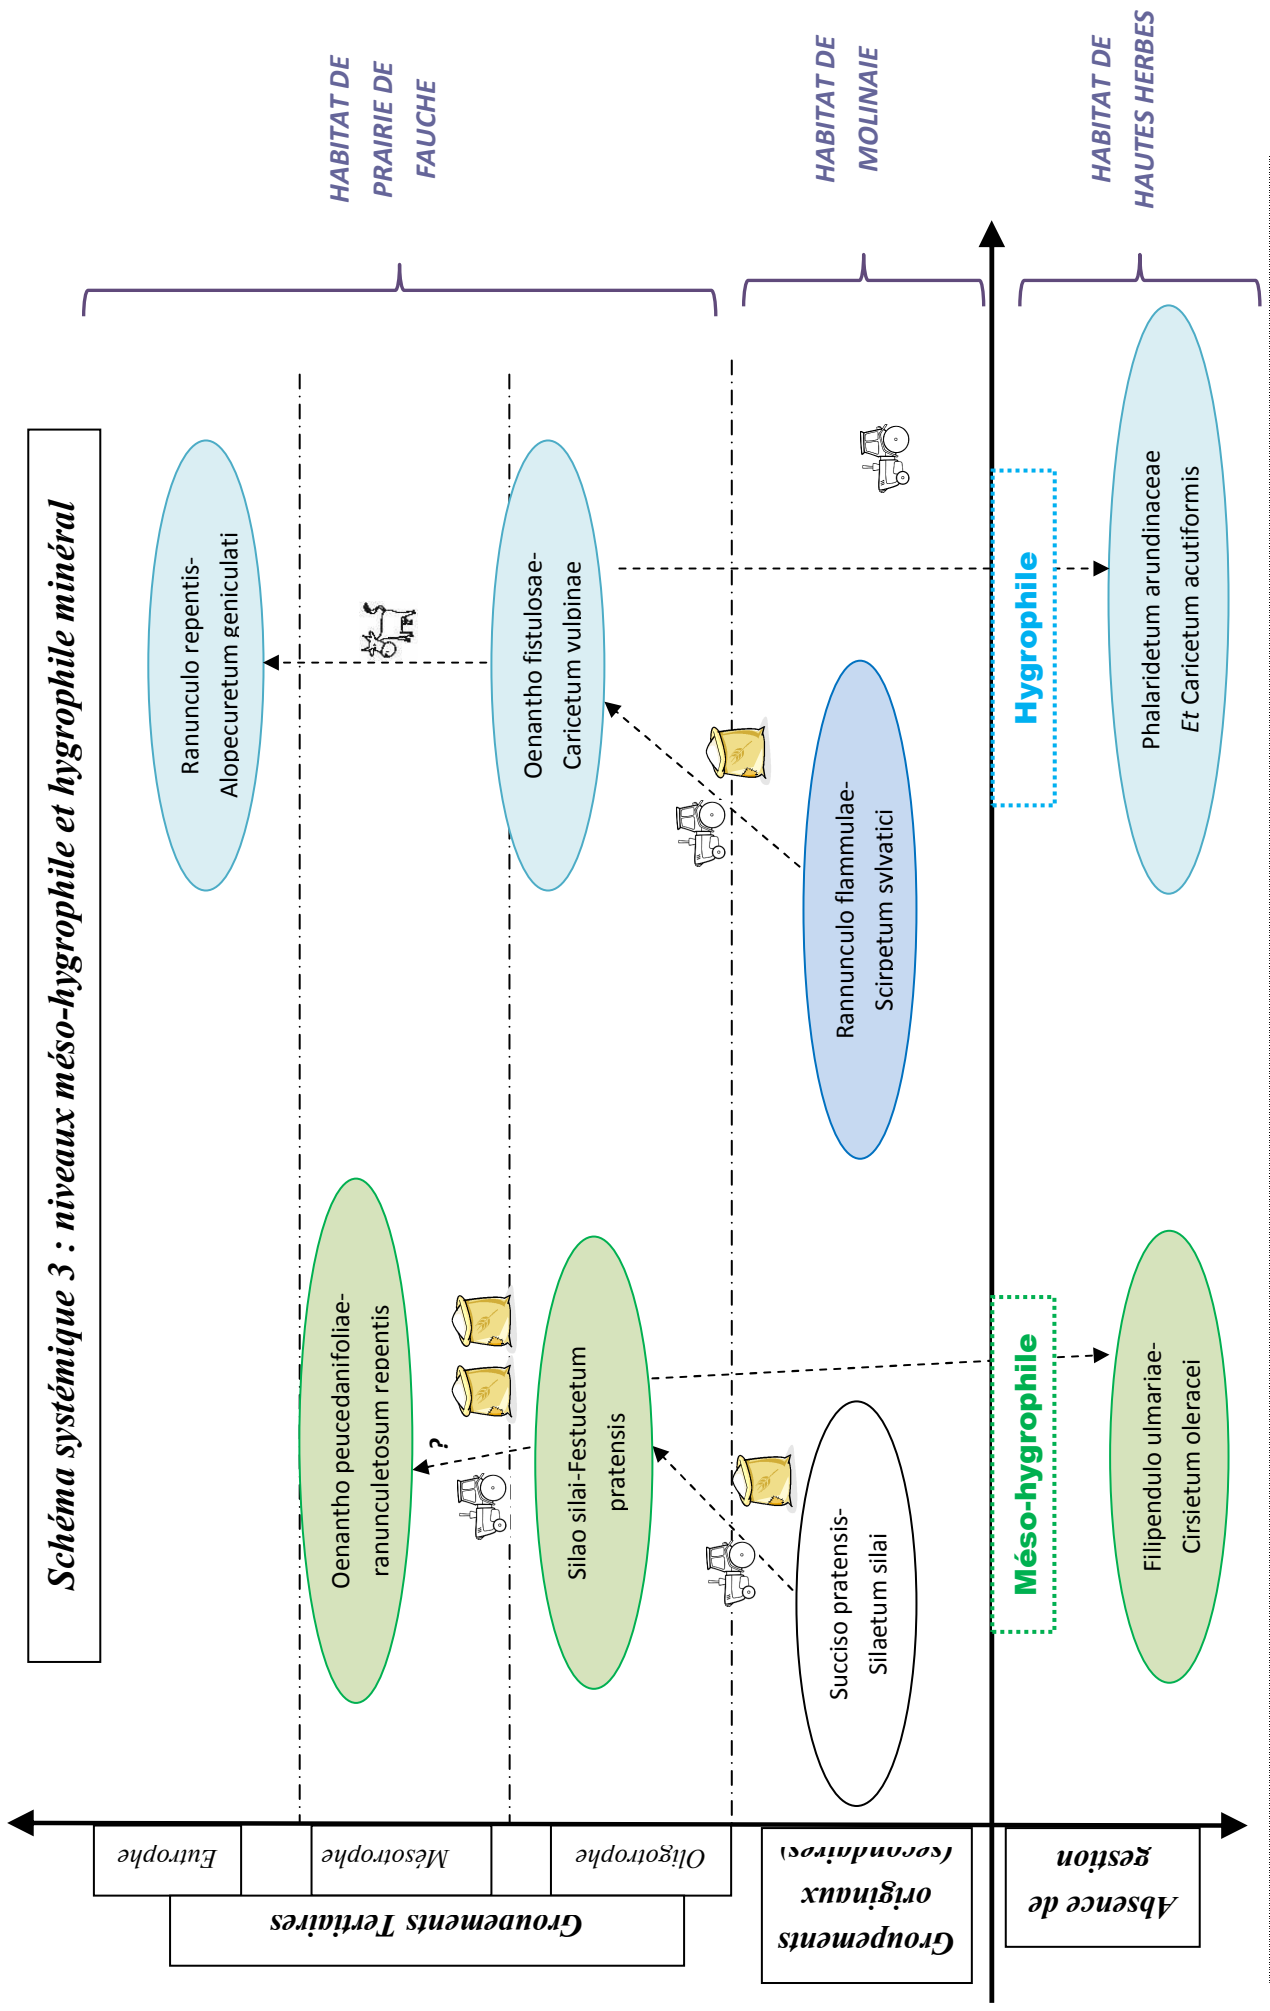 Schéma systémique 3 : niveaux méso-hygrophile et hygrophile minéral
Groupements Tertiaires
Eutrophe
Mésotrophe
Oligotrophe
Groupements
originaux
(secondaires)
Absence de
gestion
Oenantho peucedanifoliae-
ranunculetosum repentis
?
Silao silai-Festucetum
pratensis
Succiso pratensis-
Silaetum silai
Méso-hygrophile
Filipendulo ulmariae-
Cirsietum oleracei
Ranunculo repentis-
Alopecuretum geniculati
Oenantho fistulosae-
Caricetum vulpinae
Rannunculo flammulae-
Scirpetum sylvatici
Hygrophile
Phalaridetum arundinaceae
Et Caricetum acutiformis
HABITAT DE
PRAIRIE DE
FAUCHE
HABITAT DE
MOLINAIE
HABITAT DE
HAUTES HERBES